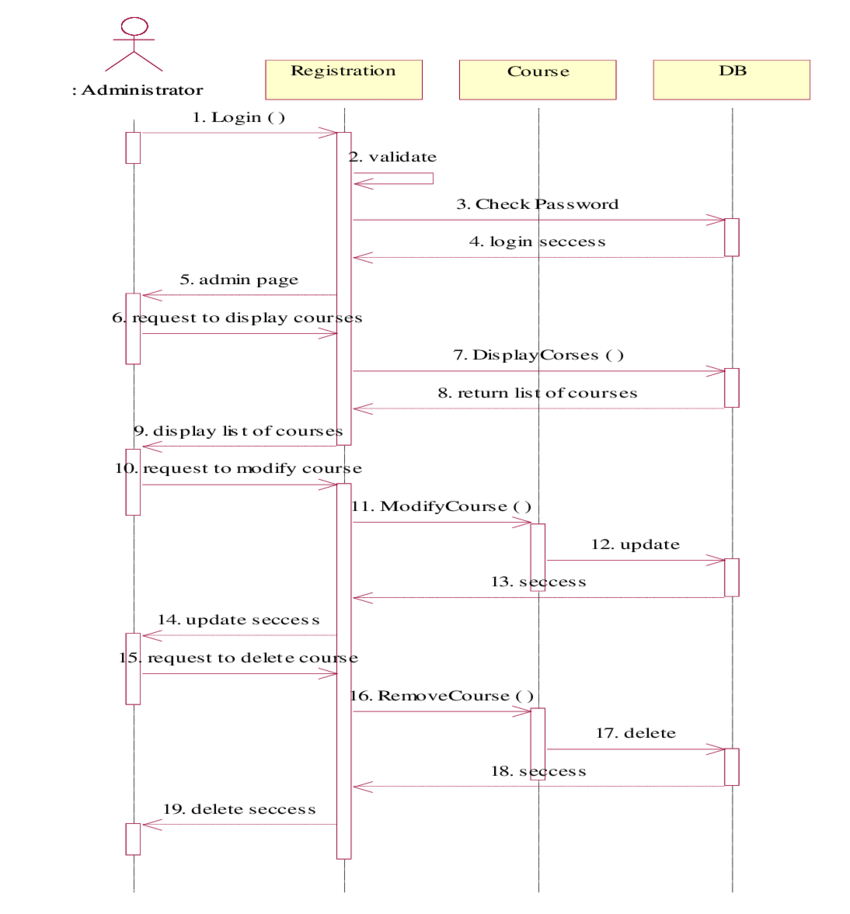 : Administrator
Registration
Course
DB
1. Login ( )
2. validate
3. Check Password
4. login seccess
5. admin page
6. request to display courses
7. DisplayCorses ( )
8. return list of courses
9. display list of courses
10. request to modify course
11. ModifyCourse ( )
12. update
13. seccess
14. update seccess
15. request to delete course
16. RemoveCourse ( )
17. delete
18. seccess
19. delete seccess